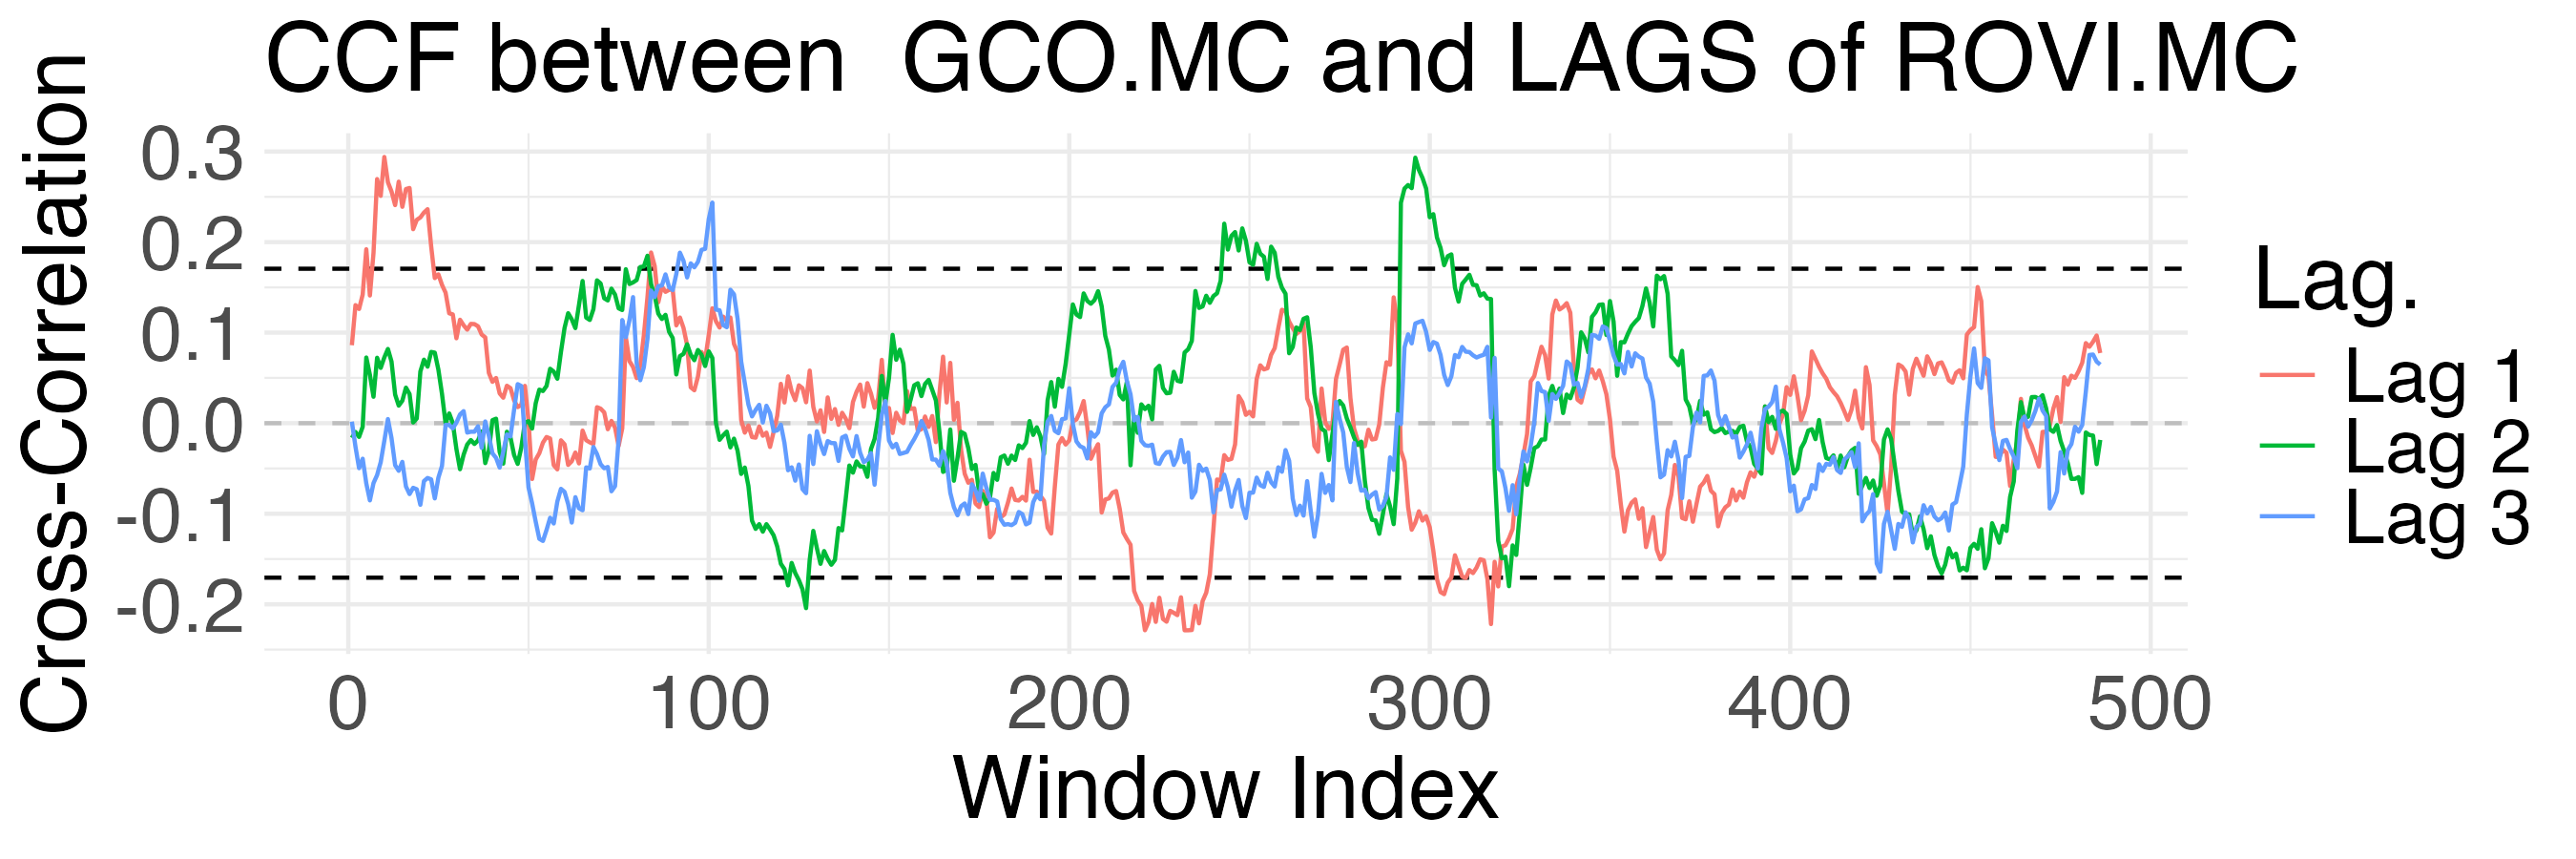 CCF between  GCO.MC and LAGS of ROVI.MC
Cross-Correlation
0.3
0.2
0.1
0.0
-0.1
-0.2
0 100 200 300 400 500
Window Index
Lag.
Lag 1
Lag 2
Lag 3